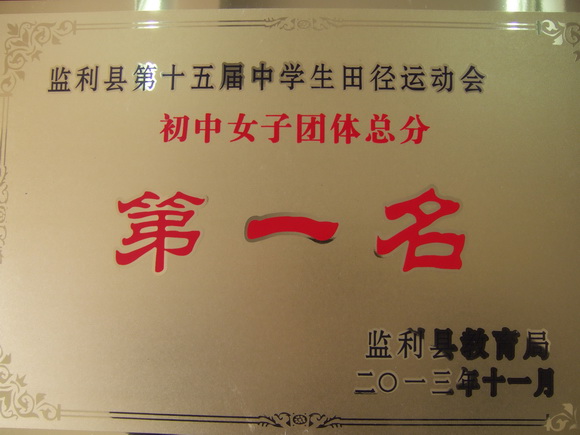 监利县第十五届中学生田径运动会
初中女子团体总分
第一名
监利县教育局
二〇一三年十一月